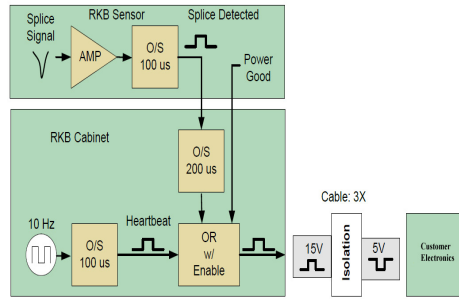 Splice
Signal
RKB Sensor
Splice Detected
AMP
O/S
100 us
Power
Good
RKB Cabinet
O/S
200 us
10 Hz
Heartbeat
O/S
100 us
OR
w/
Enable
Cable: 3X
15V
Isolation
5V
Customer
Electronics